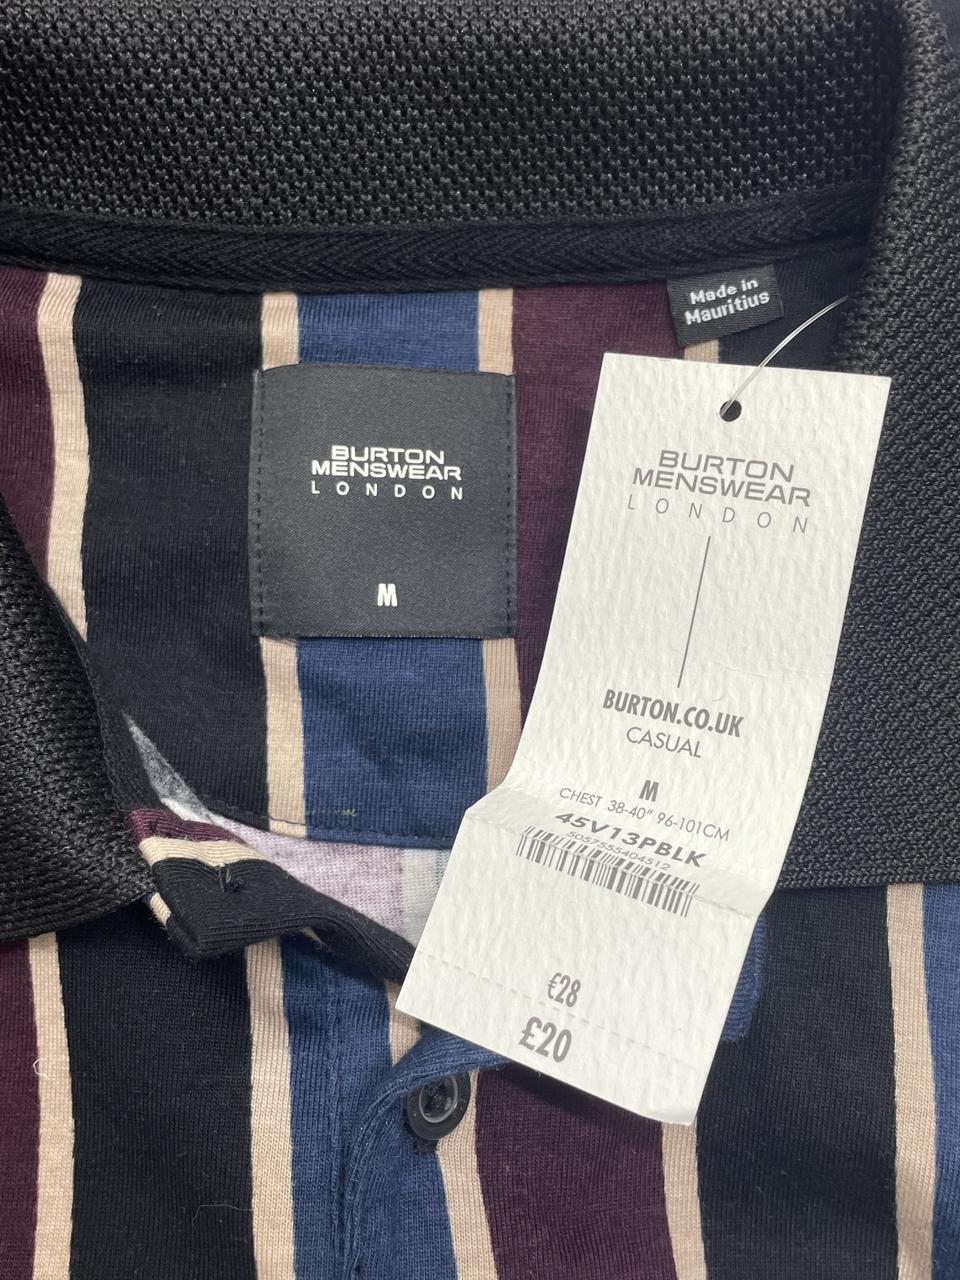 Made in
Mauritius
BURTON
MENSWEAR
LONDON
M
BURTON
MENSWEAR
LONDON
BURTON.CO.UK
CASUAL
M
CHEST 38-40" 96-101CM
45V13PBLK
5057555404512
€28
£20